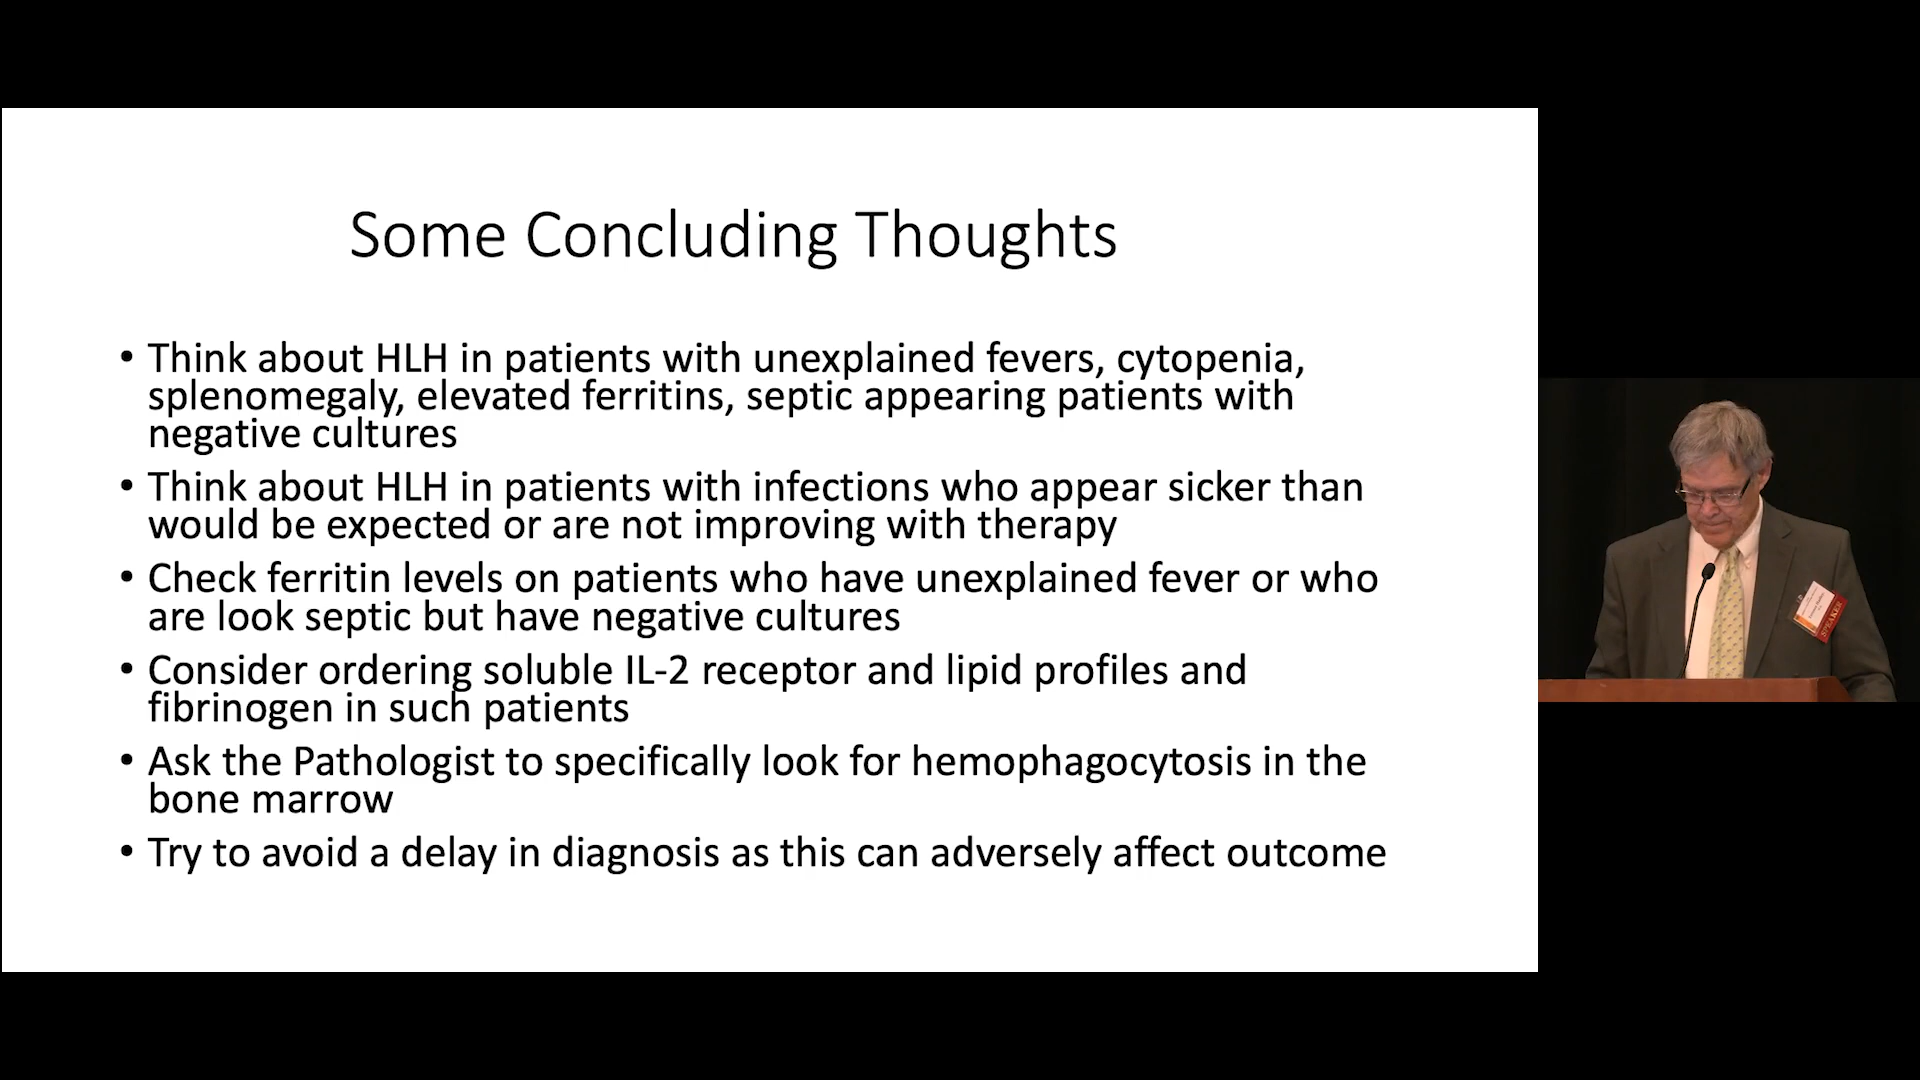 Some Concluding Thoughts
• Think about HLH in patients with unexplained fevers, cytopenia,
splenomegaly, elevated ferritins, septic appearing patients with
negative cultures
• Think about HLH in patients with infections who appear sicker than
would be expected or are not improving with therapy
• Check ferritin levels on patients who have unexplained fever or who
are look septic but have negative cultures
• Consider ordering soluble IL-2 receptor and lipid profiles and
fibrinogen in such patients
• Ask the Pathologist to specifically look for hemophagocytosis in the
bone marrow
• Try to avoid a delay in diagnosis as this can adversely affect outcome
SPEAKER